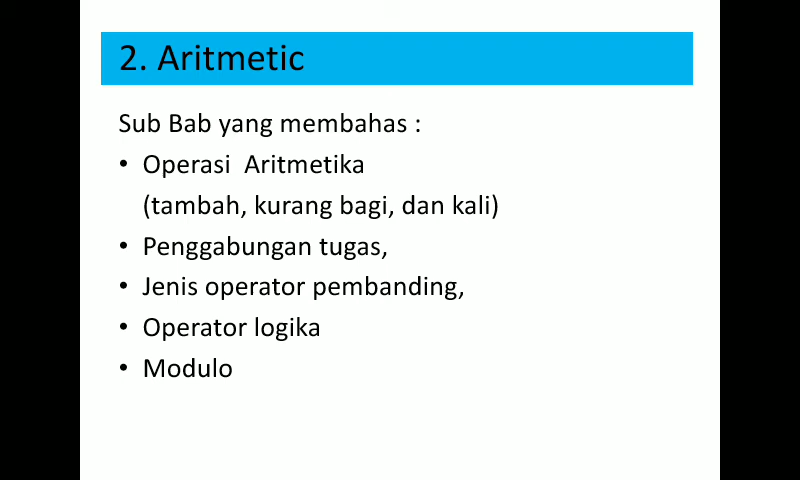 2. Aritmetic
Sub Bab yang membahas :
• Operasi  Aritmetika
(tambah, kurang bagi, dan kali)
• Penggabungan tugas,
• Jenis operator pembanding,
• Operator logika
• Modulo